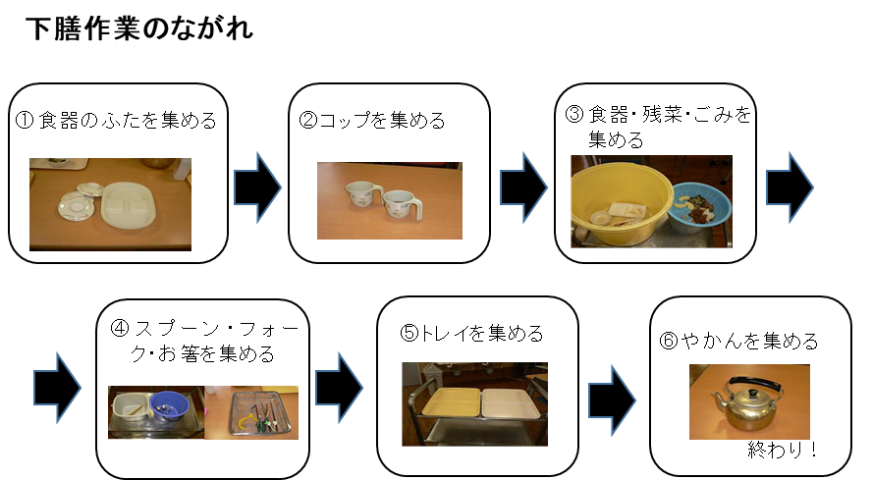 下膳作業のながれ
①食器のふたを集める
②コップを集める
③食器・残菜・ごみを
集める
④スプーン・フォー
ク・お箸を集める
⑤トレイを集める
⑥やかんを集める
終わり！